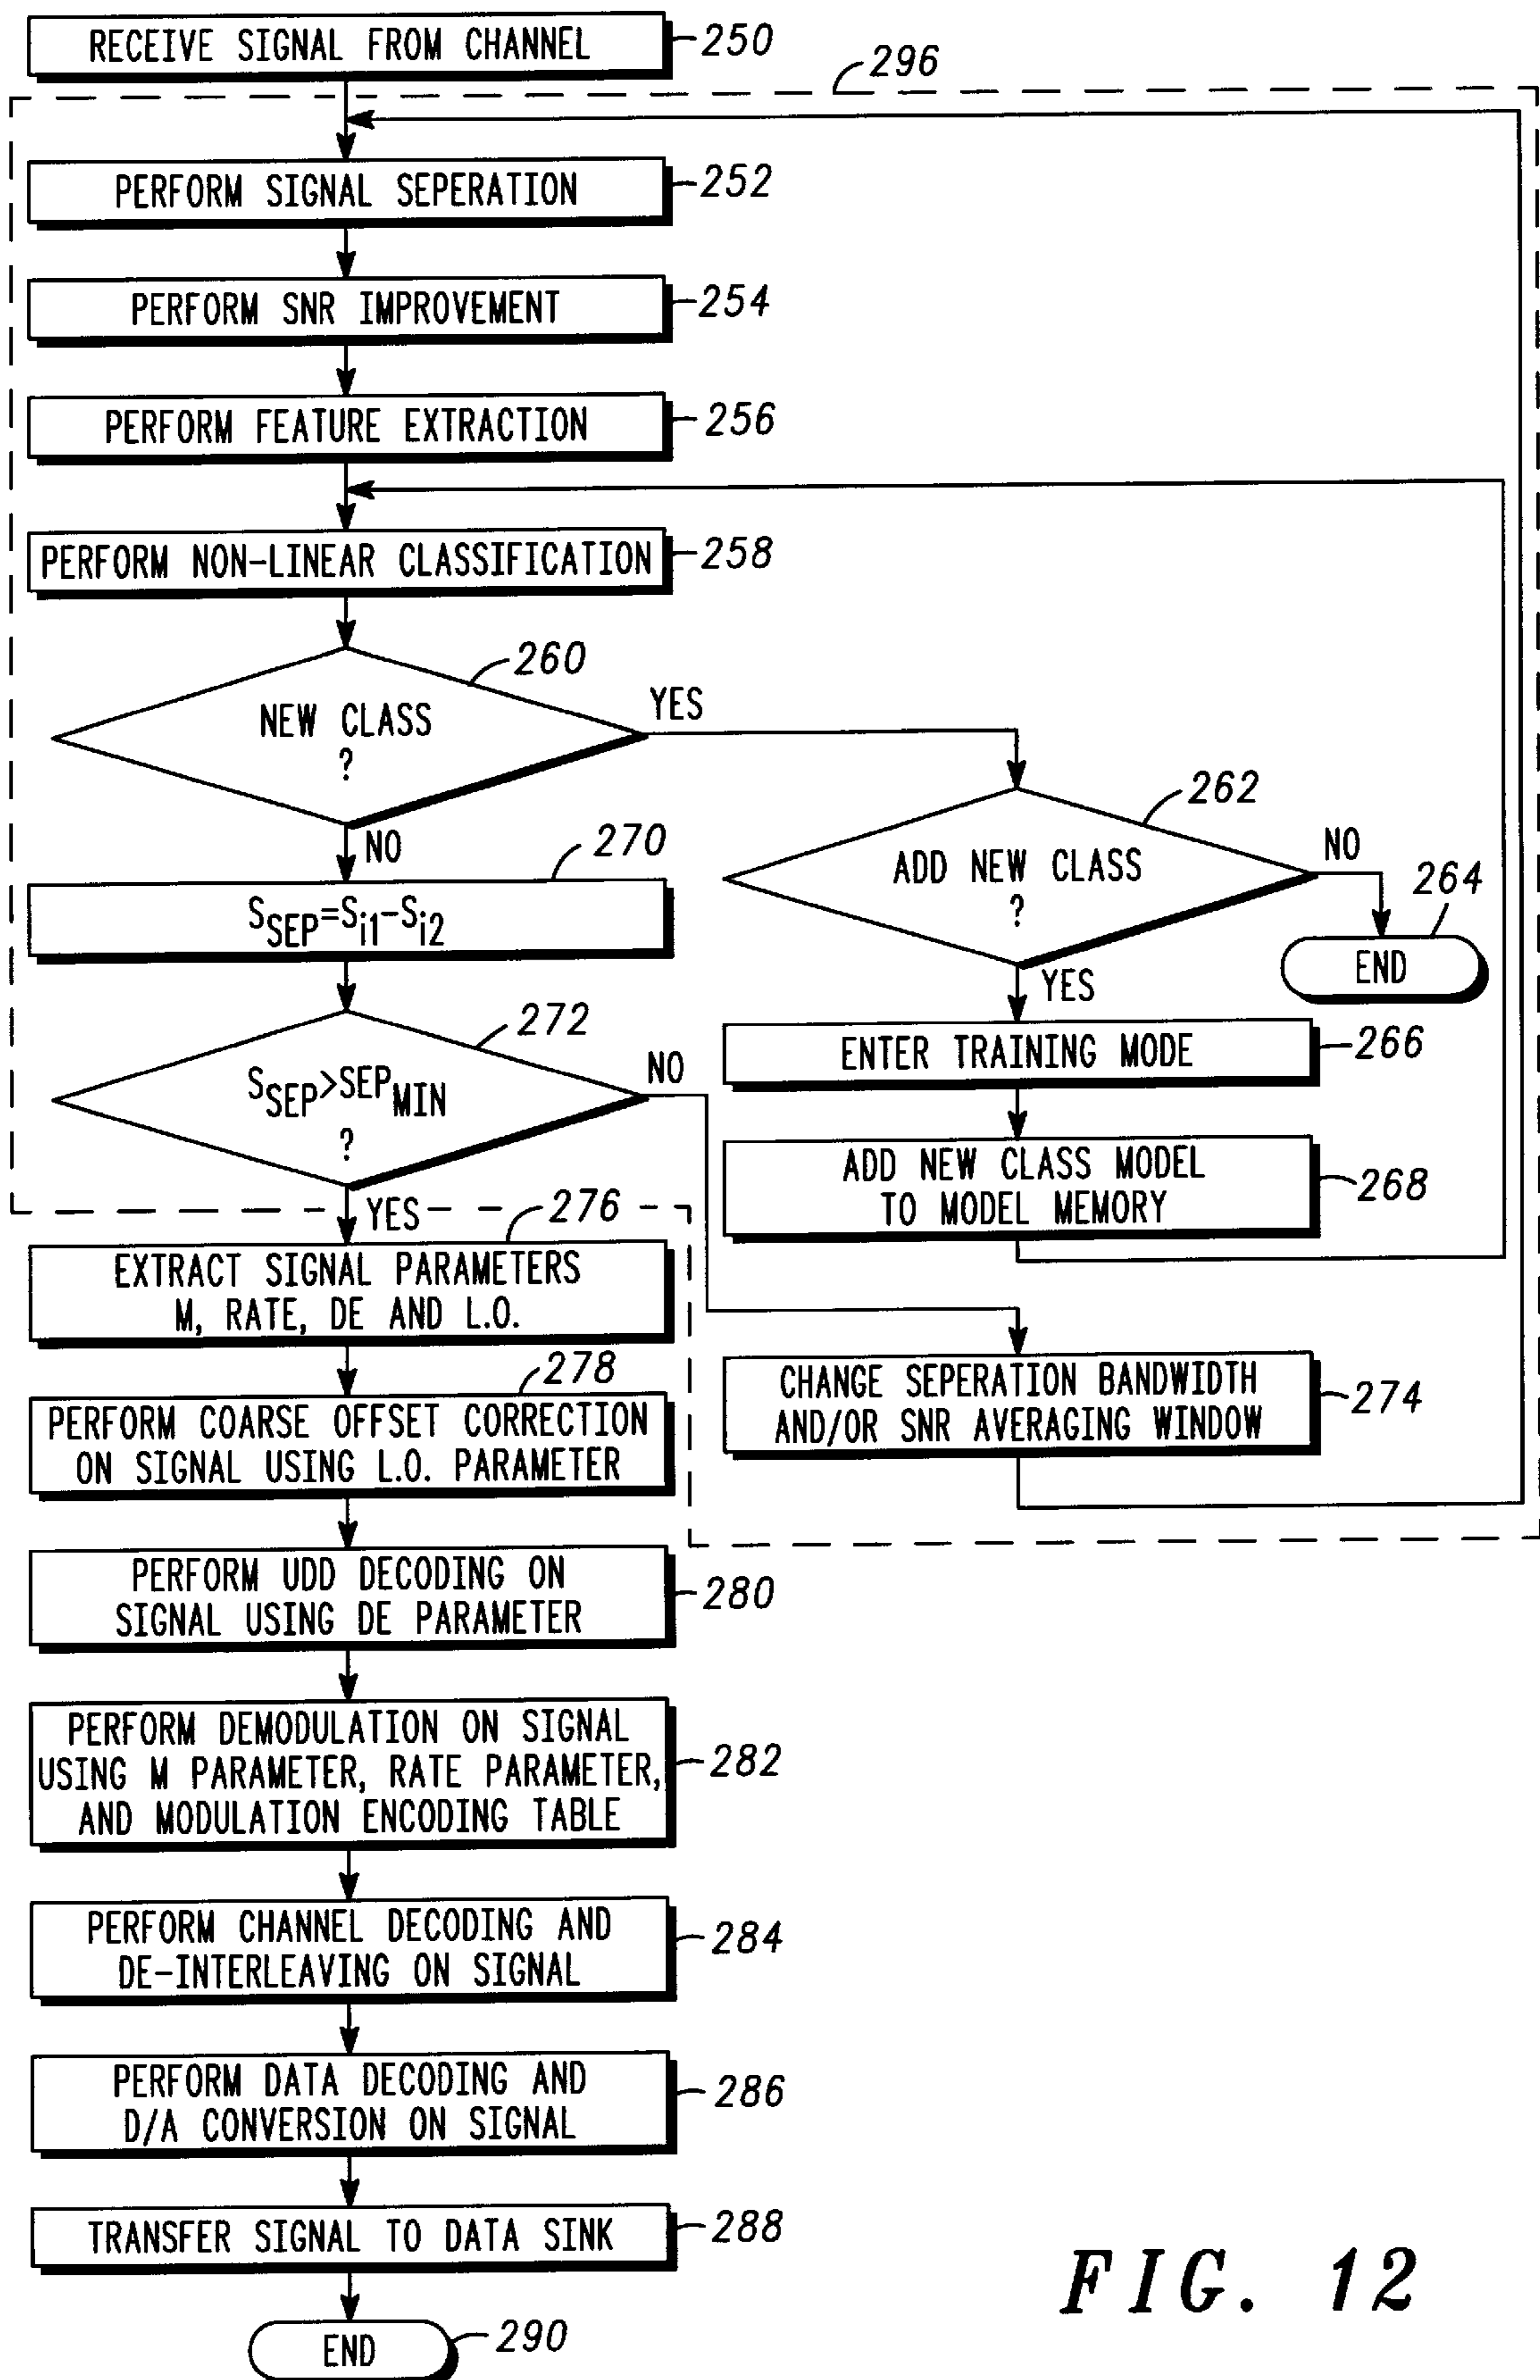 RECEIVE SIGNAL FROM CHANNEL
250
296
PERFORM SIGNAL SEPERATION
252
PERFORM SNR IMPROVEMENT
254
PERFORM FEATURE EXTRACTION
256
PERFORM NON-LINEAR CLASSIFICATION
258
260
NEW CLASS
?
YES
NO
262
ADD NEW CLASS
?
NO
264
END
YES
270
S_SEP=S_i1-S_i2
266
ENTER TRAINING MODE
272
S_SEP>SEP_MIN
?
NO
YES
268
ADD NEW CLASS MODEL
TO MODEL MEMORY
276
EXTRACT SIGNAL PARAMETERS
M, RATE, DE AND L.O.
CHANGE SEPERATION BANDWIDTH
AND/OR SNR AVERAGING WINDOW
274
278
PERFORM COARSE OFFSET CORRECTION
ON SIGNAL USING L.O. PARAMETER
PERFORM UDD DECODING ON
SIGNAL USING DE PARAMETER
280
PERFORM DEMODULATION ON SIGNAL
USING M PARAMETER, RATE PARAMETER,
AND MODULATION ENCODING TABLE
282
PERFORM CHANNEL DECODING AND
DE-INTERLEAVING ON SIGNAL
284
PERFORM DATA DECODING AND
D/A CONVERSION ON SIGNAL
286
TRANSFER SIGNAL TO DATA SINK
288
END
290
FIG. 12